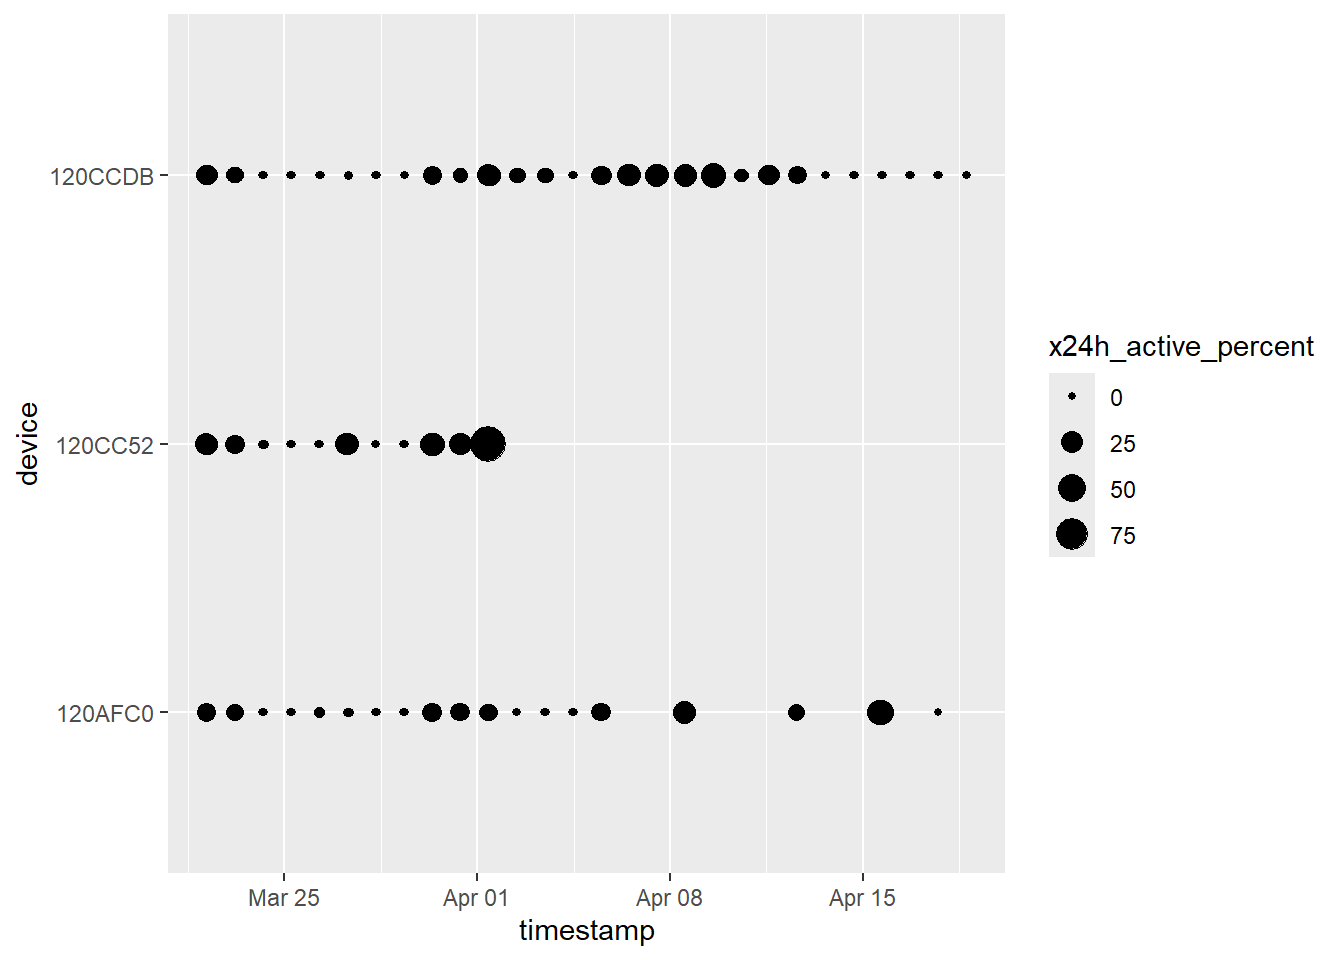 120CCDB
120CC52
120AFC0
device
Mar 25
Apr 01
Apr 08
Apr 15
timestamp
x24h_active_percent
0
25
50
75